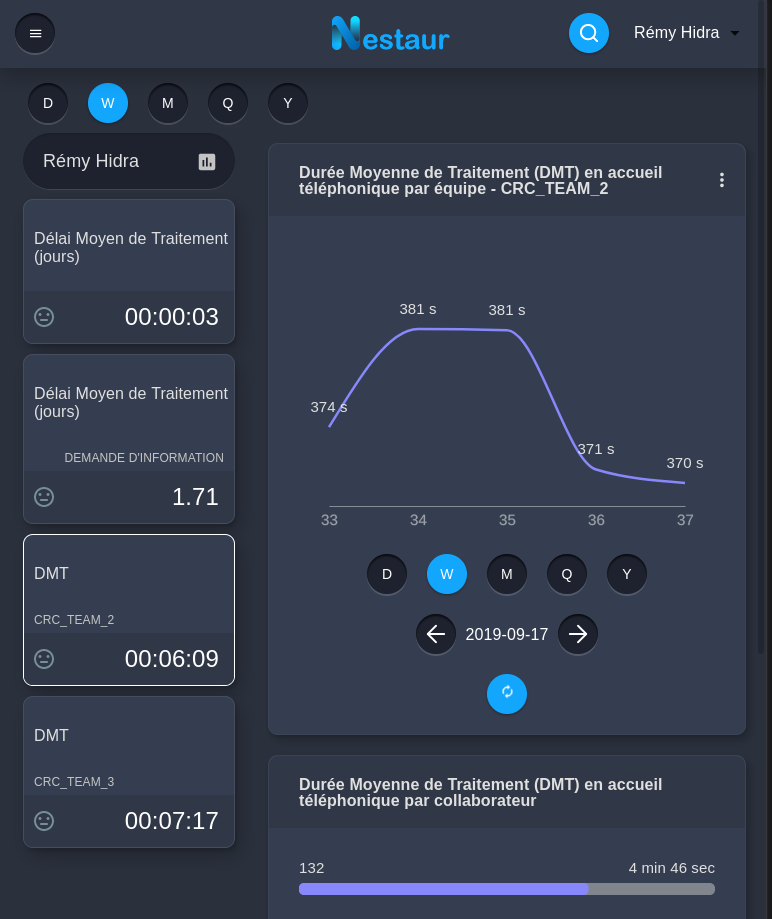 Nestaur
Rémy Hidra
D W M Q Y
Rémy Hidra
Délai Moyen de Traitement
(jours)
00:00:03
Délai Moyen de Traitement
(jours)
DEMANDE D'INFORMATION
1.71
DMT
CRC_TEAM_2
00:06:09
DMT
CRC_TEAM_3
00:07:17
Durée Moyenne de Traitement (DMT) en accueil
téléphonique par équipe - CRC_TEAM_2
381 s 381 s
374 s
371 s
370 s
33 34 35 36 37
D W M Q Y
2019-09-17
Durée Moyenne de Traitement (DMT) en accueil
téléphonique par collaborateur
132 4 min 46 sec